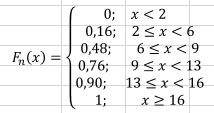 0; x < 2
0,16; 2 ≤ x < 6
0,48; 6 ≤ x < 9
Fₙ(x) = 0,76; 9 ≤ x < 13
0,90; 13 ≤ x < 16
1; x ≥ 16